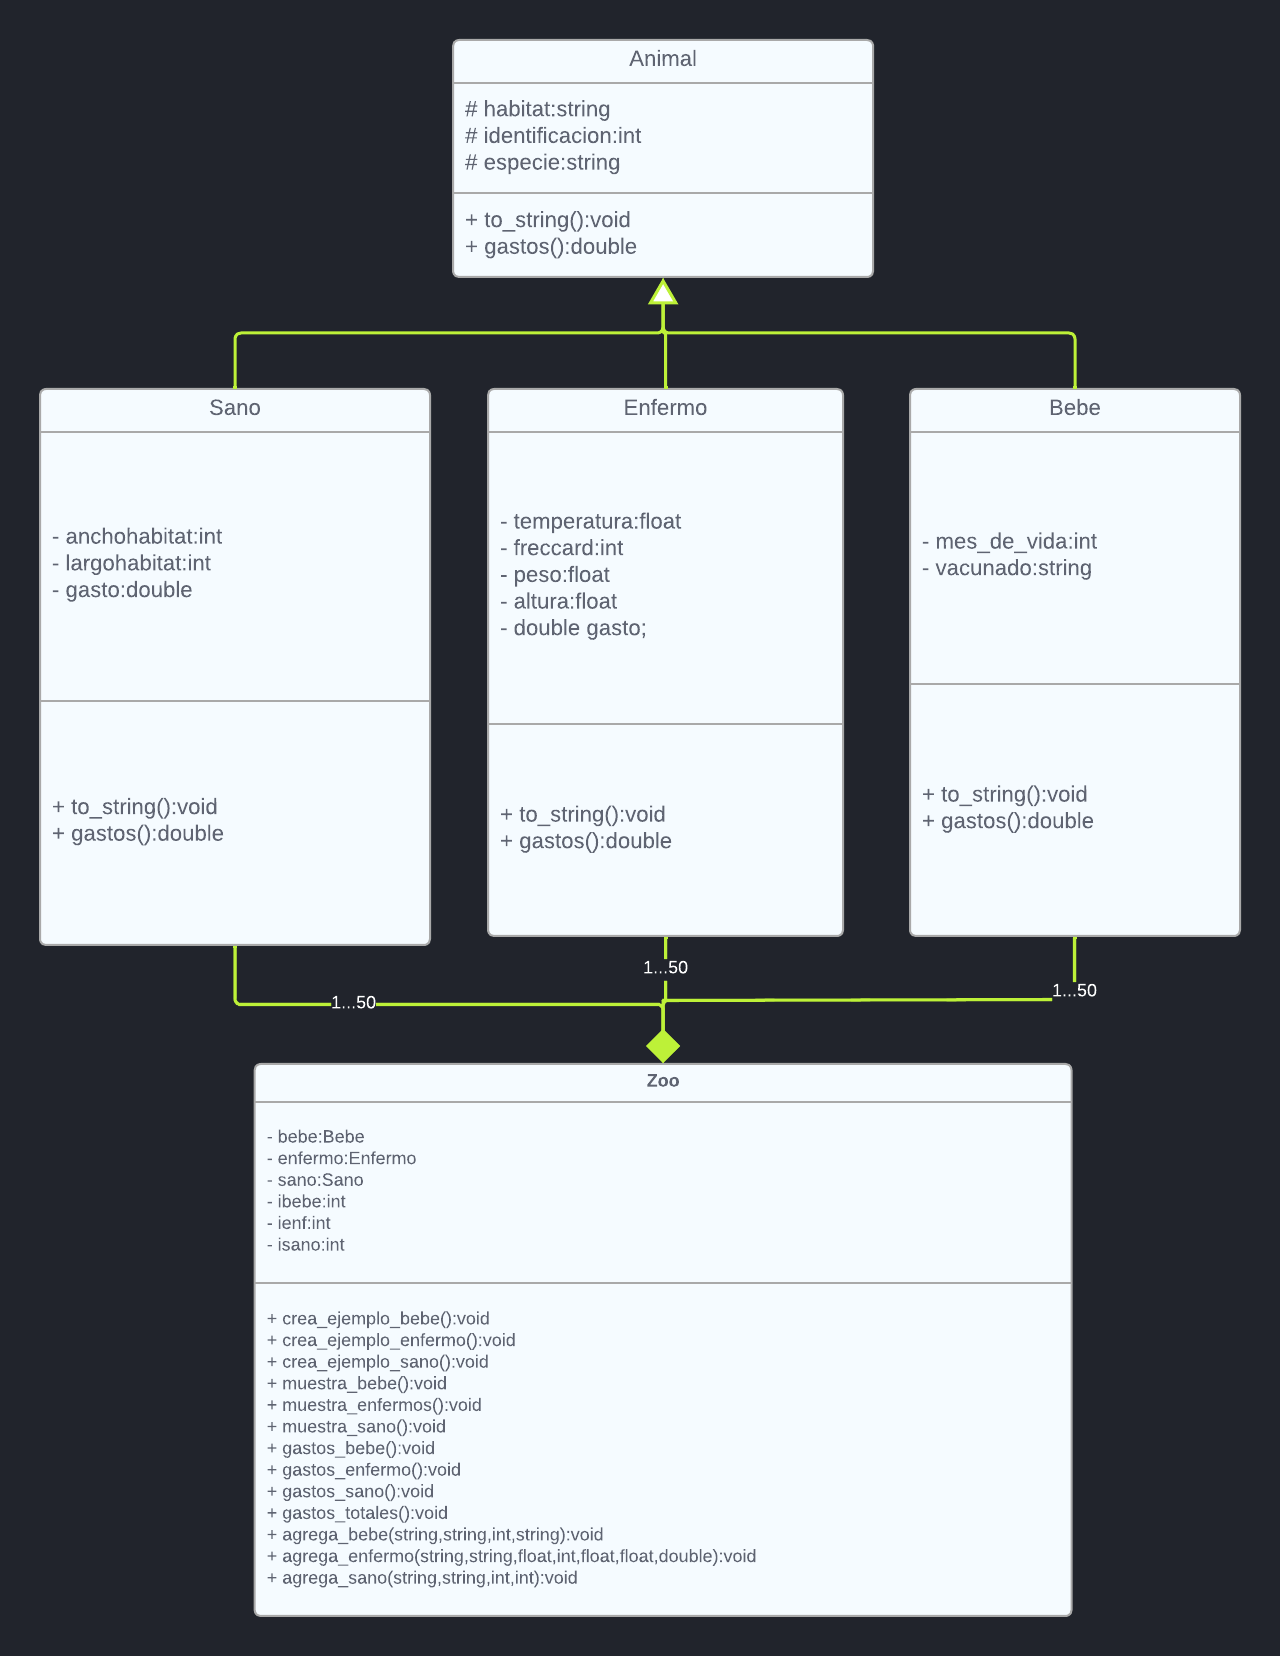 Animal
# habitat:string
# identificacion:int
# especie:string
+ to_string():void
+ gastos():double
Sano
- anchohabitat:int
- largohabitat:int
- gasto:double
+ to_string():void
+ gastos():double
Enfermo
- temperatura:float
- freccard:int
- peso:float
- altura:float
- double gasto;
+ to_string():void
+ gastos():double
Bebe
- mes_de_vida:int
- vacunado:string
+ to_string():void
+ gastos():double
1...50
1...50
1...50
Zoo
- bebe:Bebe
- enfermo:Enfermo
- sano:Sano
- ibebe:int
- ienf:int
- isano:int
+ crea_ejemplo_bebe():void
+ crea_ejemplo_enfermo():void
+ crea_ejemplo_sano():void
+ muestra_bebe():void
+ muestra_enfermos():void
+ muestra_sano():void
+ gastos_bebe():void
+ gastos_enfermo():void
+ gastos_sano():void
+ gastos_totales():void
+ agrega_bebe(string,string,int,string):void
+ agrega_enfermo(string,string,float,int,float,float,double):void
+ agrega_sano(string,string,int,int):void